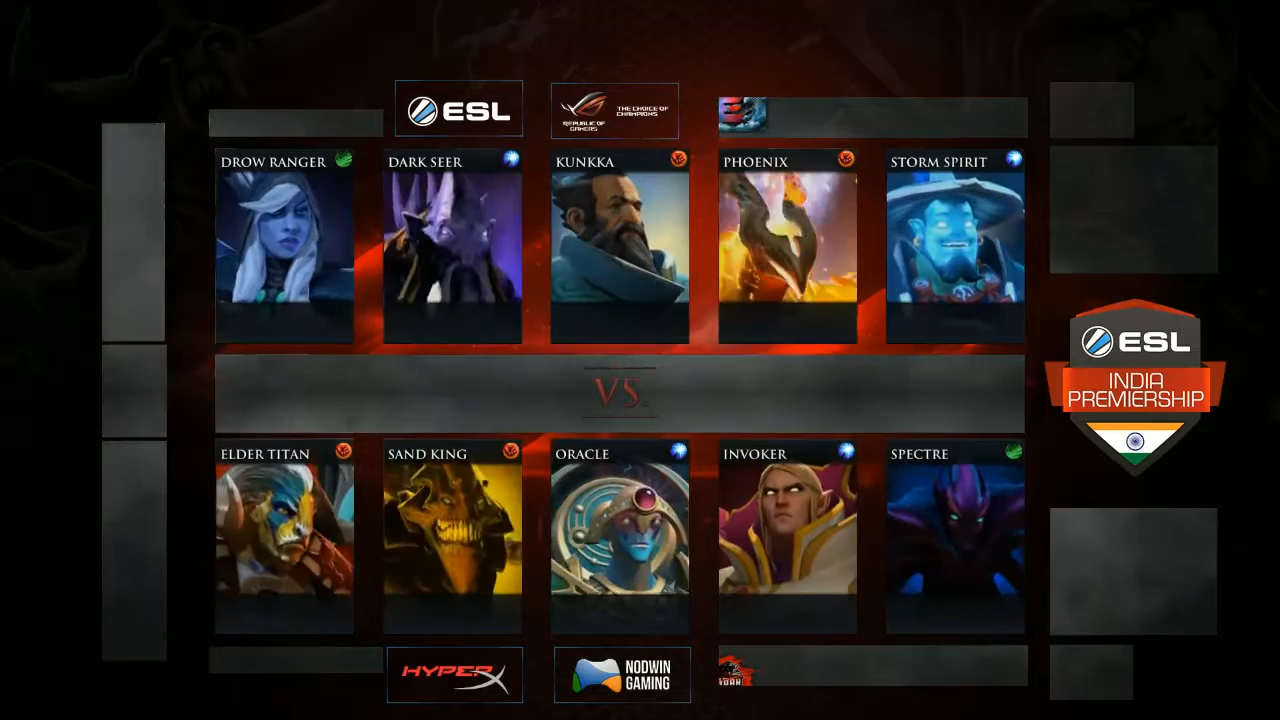 ESL
REPUBLIC OF
GAMERS
THE CHOICE OF
CHAMPIONS
DROW RANGER
DARK SEER
KUNKKA
PHOENIX
STORM SPIRIT
VS.
ESL
INDIA
PREMIERSHIP
ELDER TITAN
SAND KING
ORACLE
INVOKER
SPECTRE
HYPERX
NODWIN
GAMING